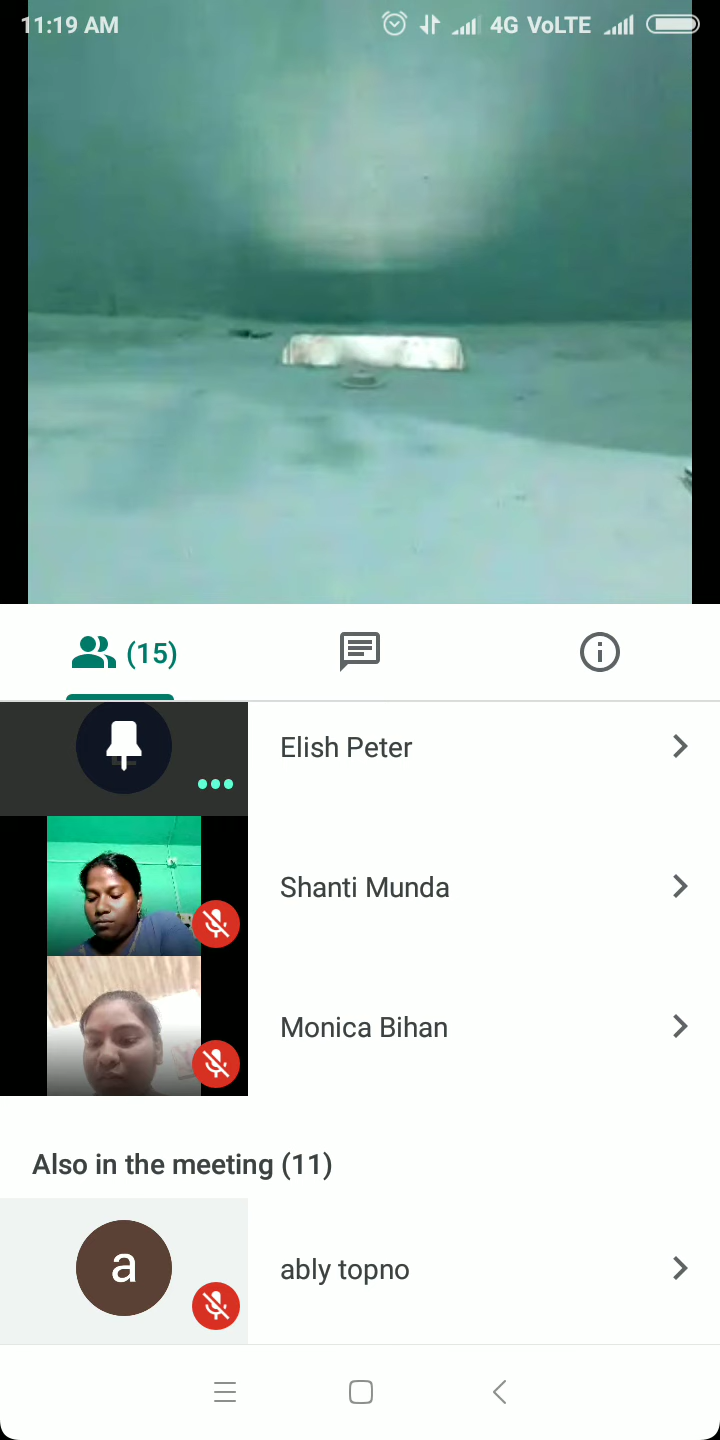 11:19 AM 4G VoLTE
(15)
Elish Peter
Shanti Munda
Monica Bihan
Also in the meeting (11)
a
ably topno